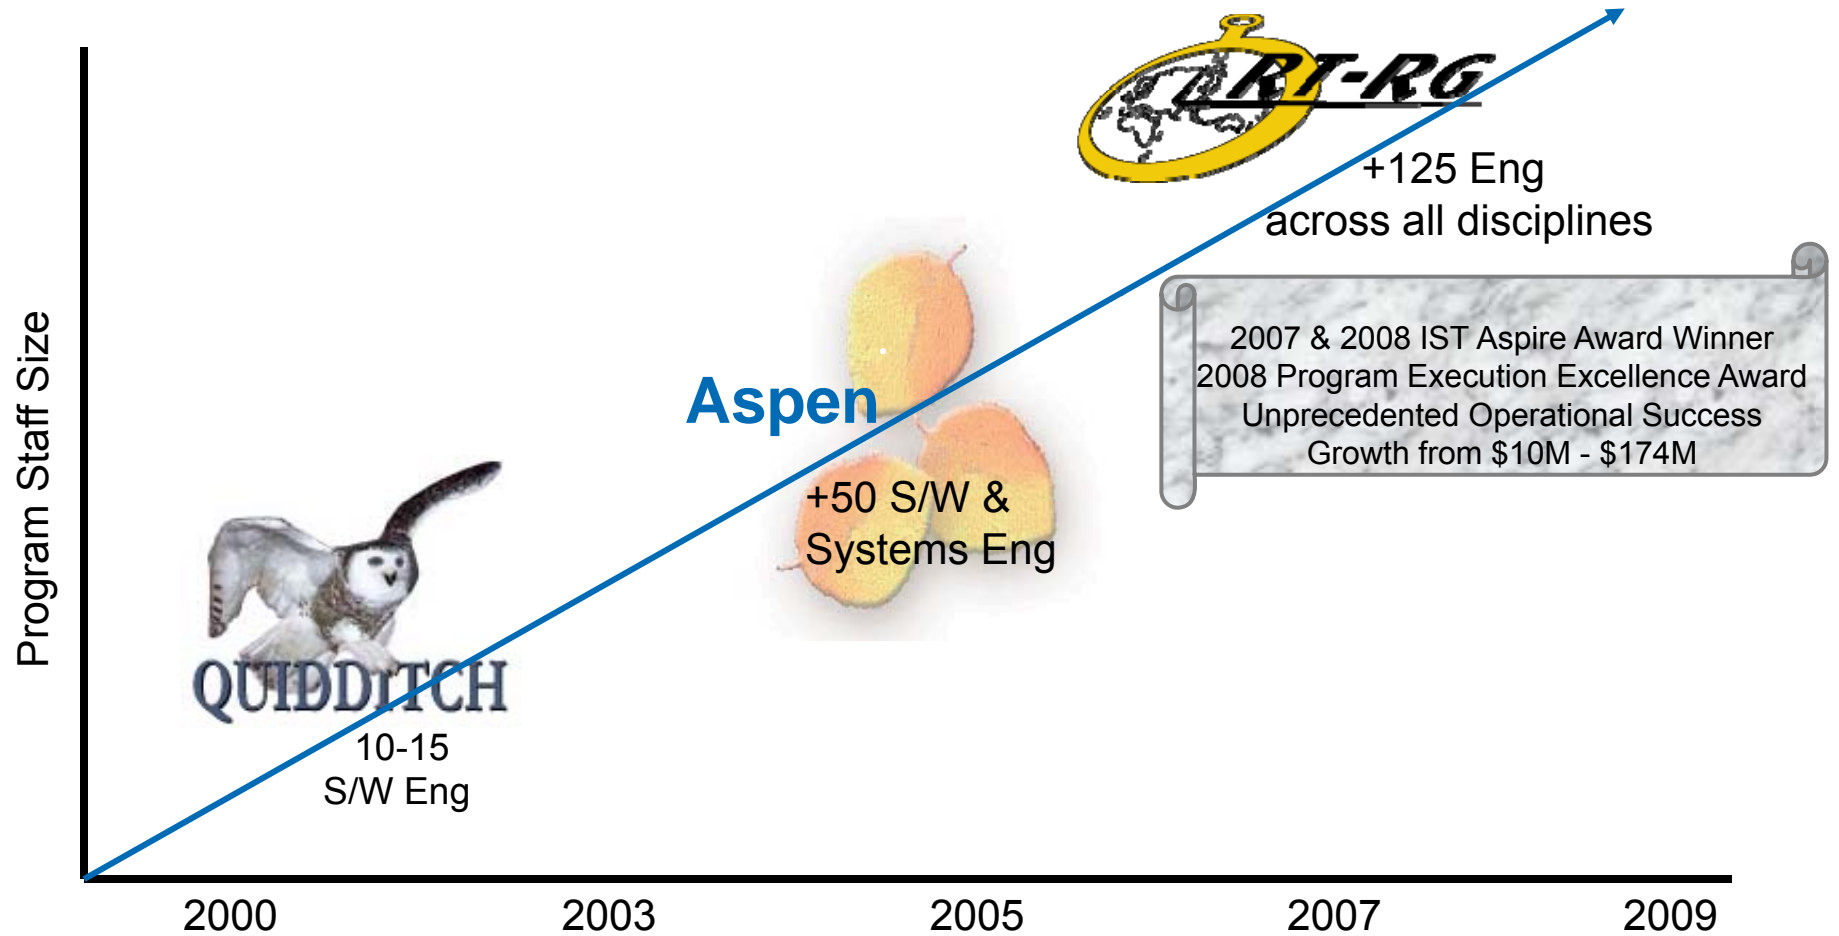 RT-RG
+125 Eng
across all disciplines
2007 & 2008 IST Aspire Award Winner
2008 Program Execution Excellence Award
Unprecedented Operational Success
Growth from $10M - $174M
Aspen
+50 S/W &
Systems Eng
QUIDDITCH
10-15
S/W Eng
Program Staff Size
2000 2003 2005 2007 2009